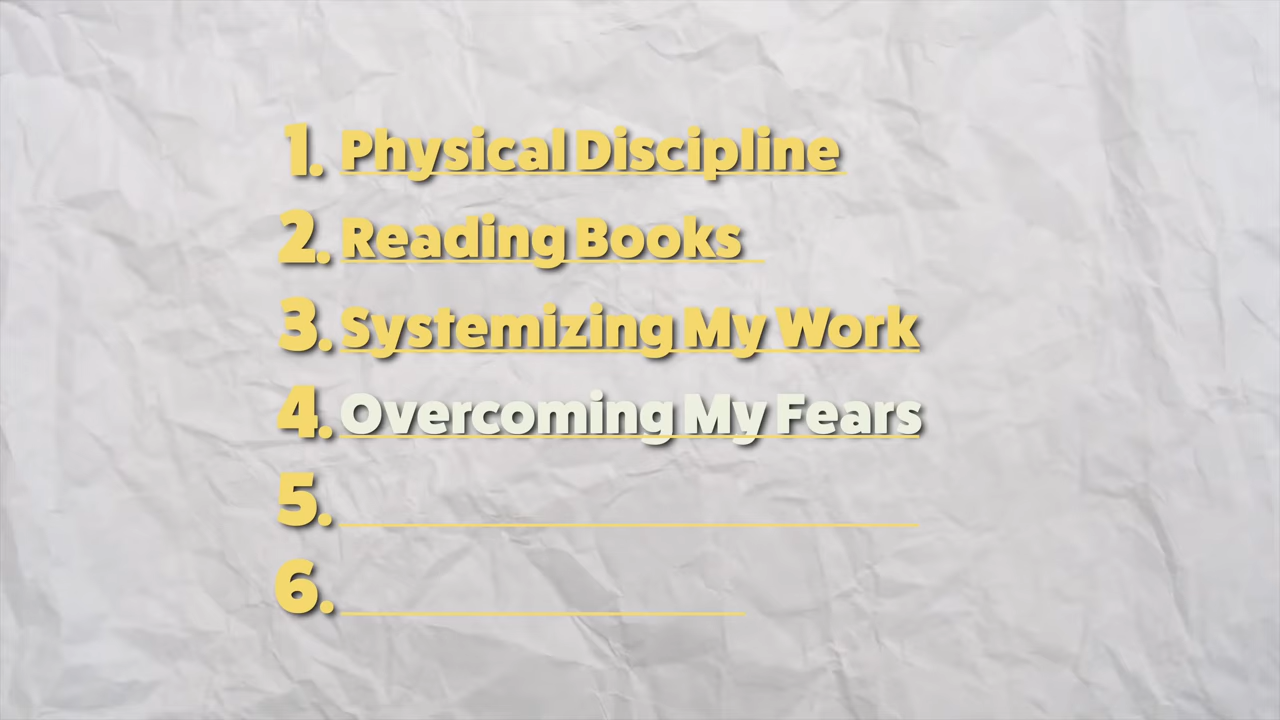 1. Physical Discipline
2. Reading Books
3. Systemizing My Work
4. Overcoming My Fears
5.
6.